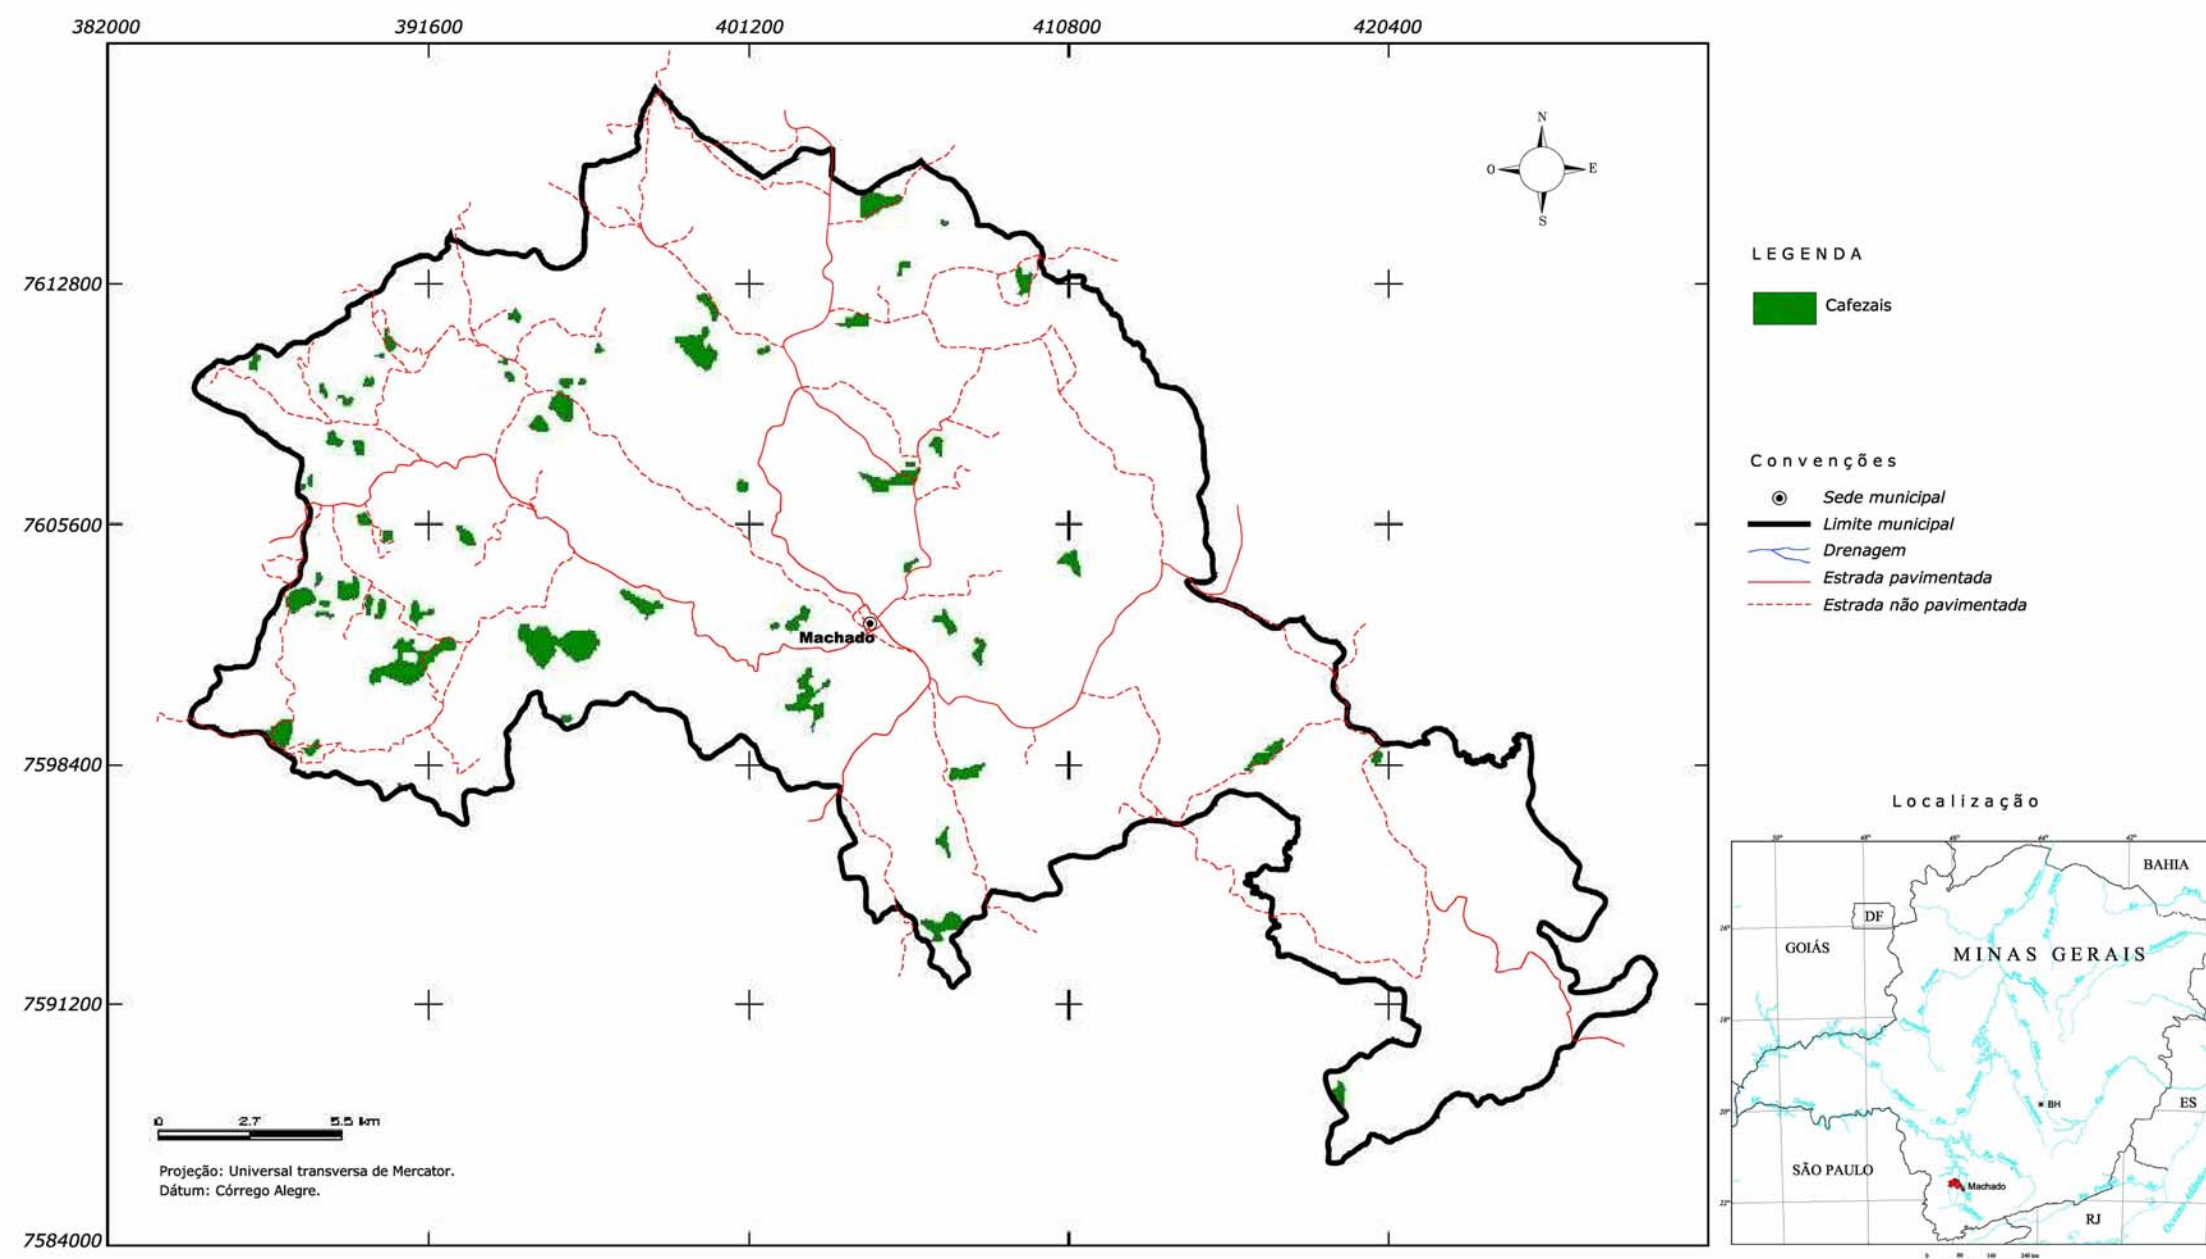 382000 391600 401200 410800 420400
N
O E
S
7612800
7605600
7598400
7591200
7584000
Machado
0 2.7 5.5 km
Projeção: Universal transversa de Mercator.
Dátum: Córrego Alegre.
LEGENDA
Cafezais
Convenções
Sede municipal
Limite municipal
Drenagem
Estrada pavimentada
Estrada não pavimentada
Localização
BAHIA
DF
GOIÁS
MINAS GERAIS
BH
ES
SÃO PAULO
Machado
RJ